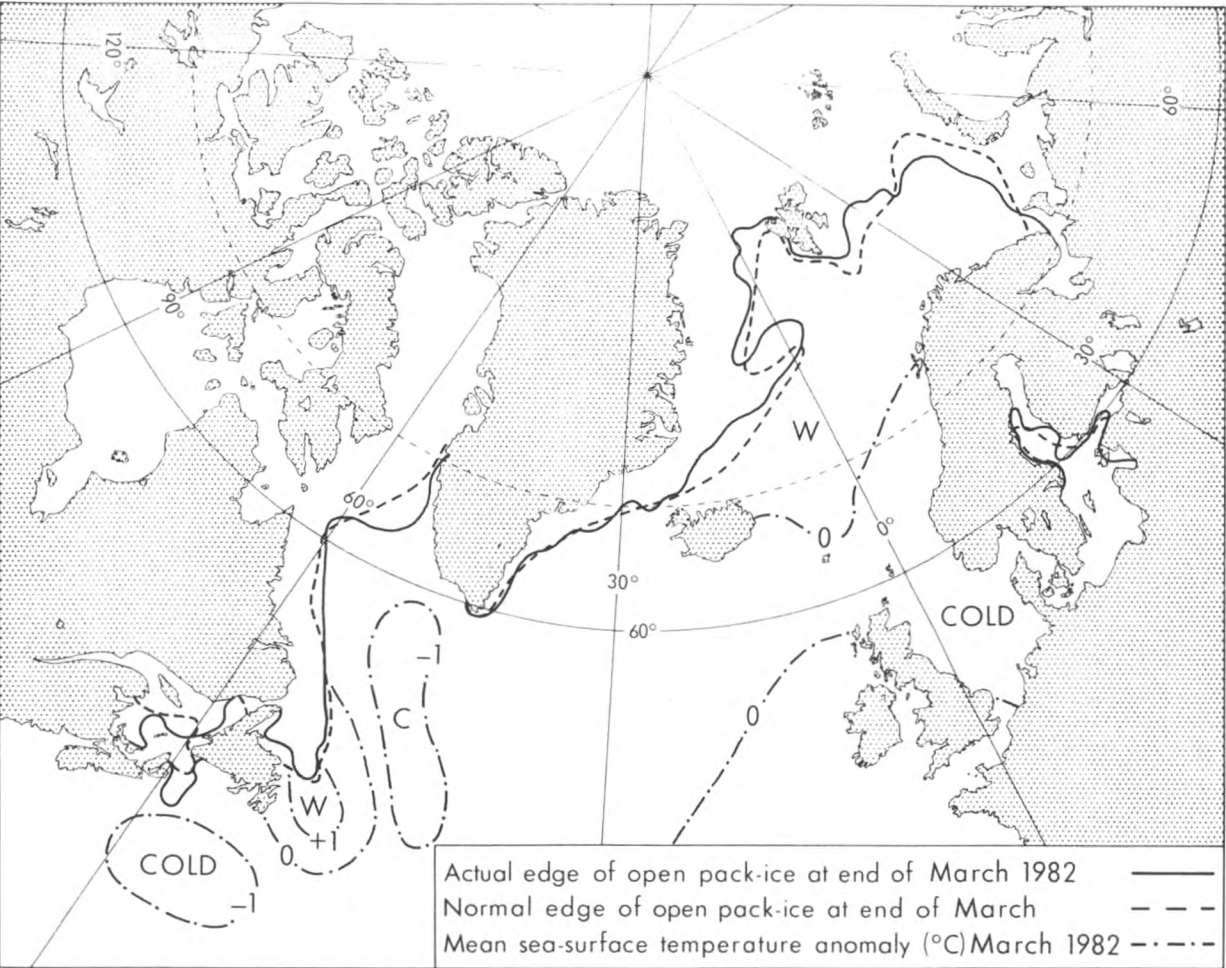 120°
60°
90°
30°
W
60°
0
0°
30°
COLD
60°
−1
0
C
W
+1
0
COLD
−1
Actual edge of open pack-ice at end of March 1982
Normal edge of open pack-ice at end of March
Mean sea-surface temperature anomaly (°C) March 1982